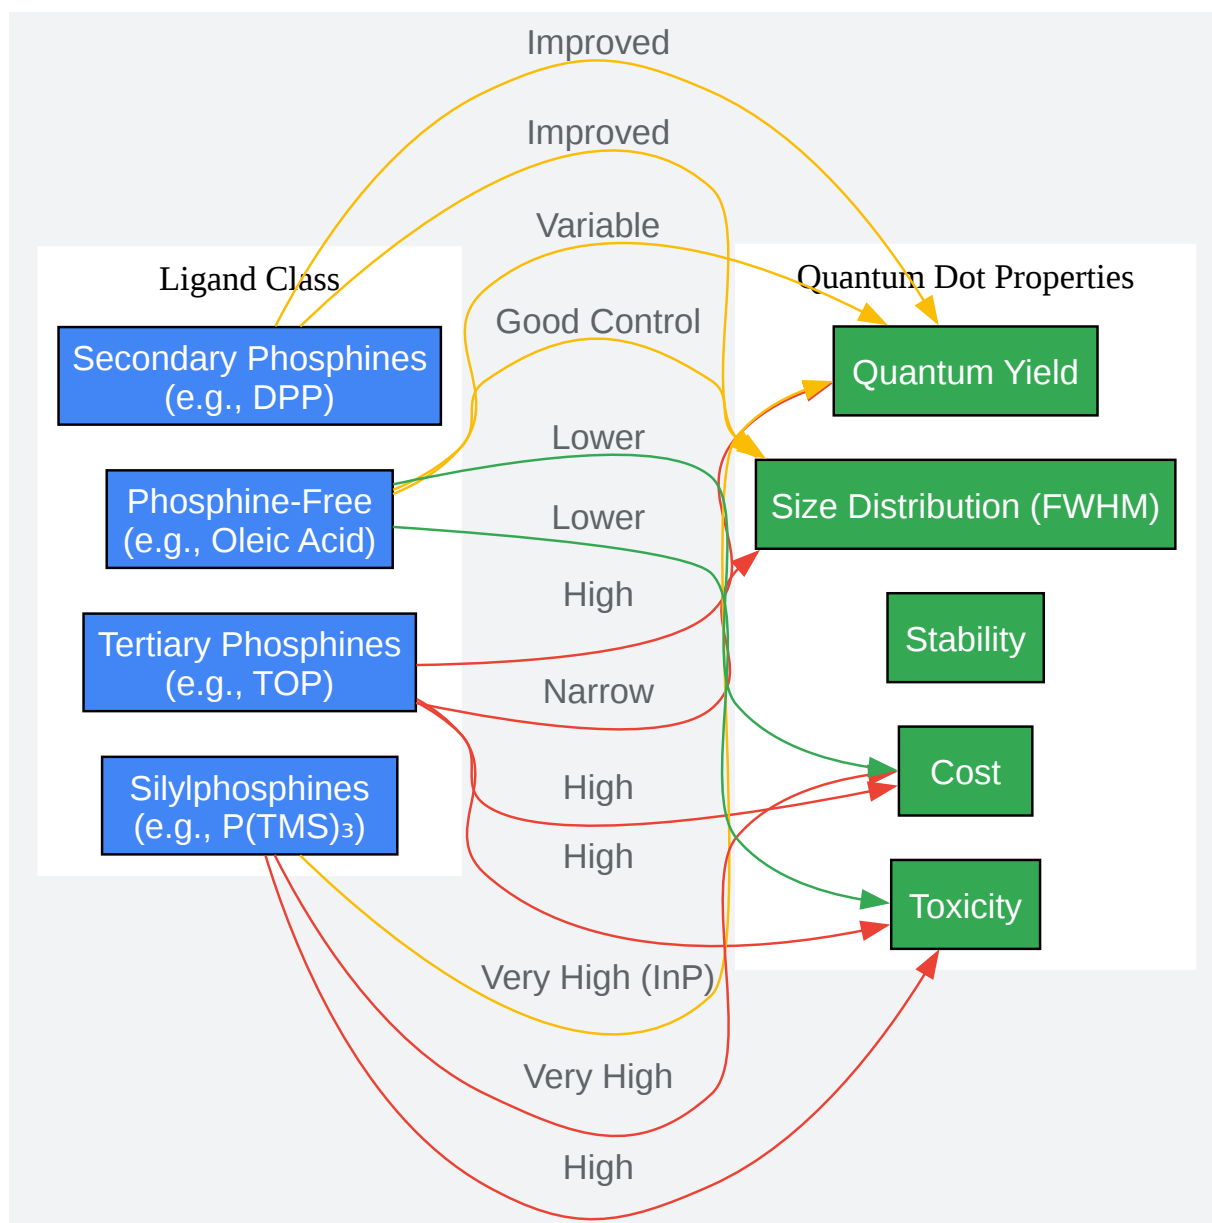 Improved
Improved
Variable
Ligand Class
Quantum Dot Properties
Good Control
Secondary Phosphines
(e.g., DPP)
Quantum Yield
Lower
Phosphine-Free
(e.g., Oleic Acid)
Size Distribution (FWHM)
Lower
High
Tertiary Phosphines
(e.g., TOP)
Stability
Narrow
Silylphosphines
(e.g., P(TMS)₃)
High
Cost
High
Toxicity
Very High (InP)
Very High
High